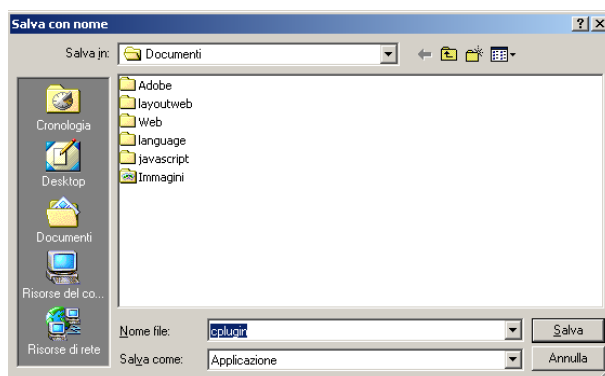 Salva con nome
Salva in:
Documenti
Cronologia
Desktop
Documenti
Risorse del co...
Risorse di rete
Adobe
layoutweb
Web
language
javascript
Immagini
Nome file:
cplugin
Salva
Salva come:
Applicazione
Annulla